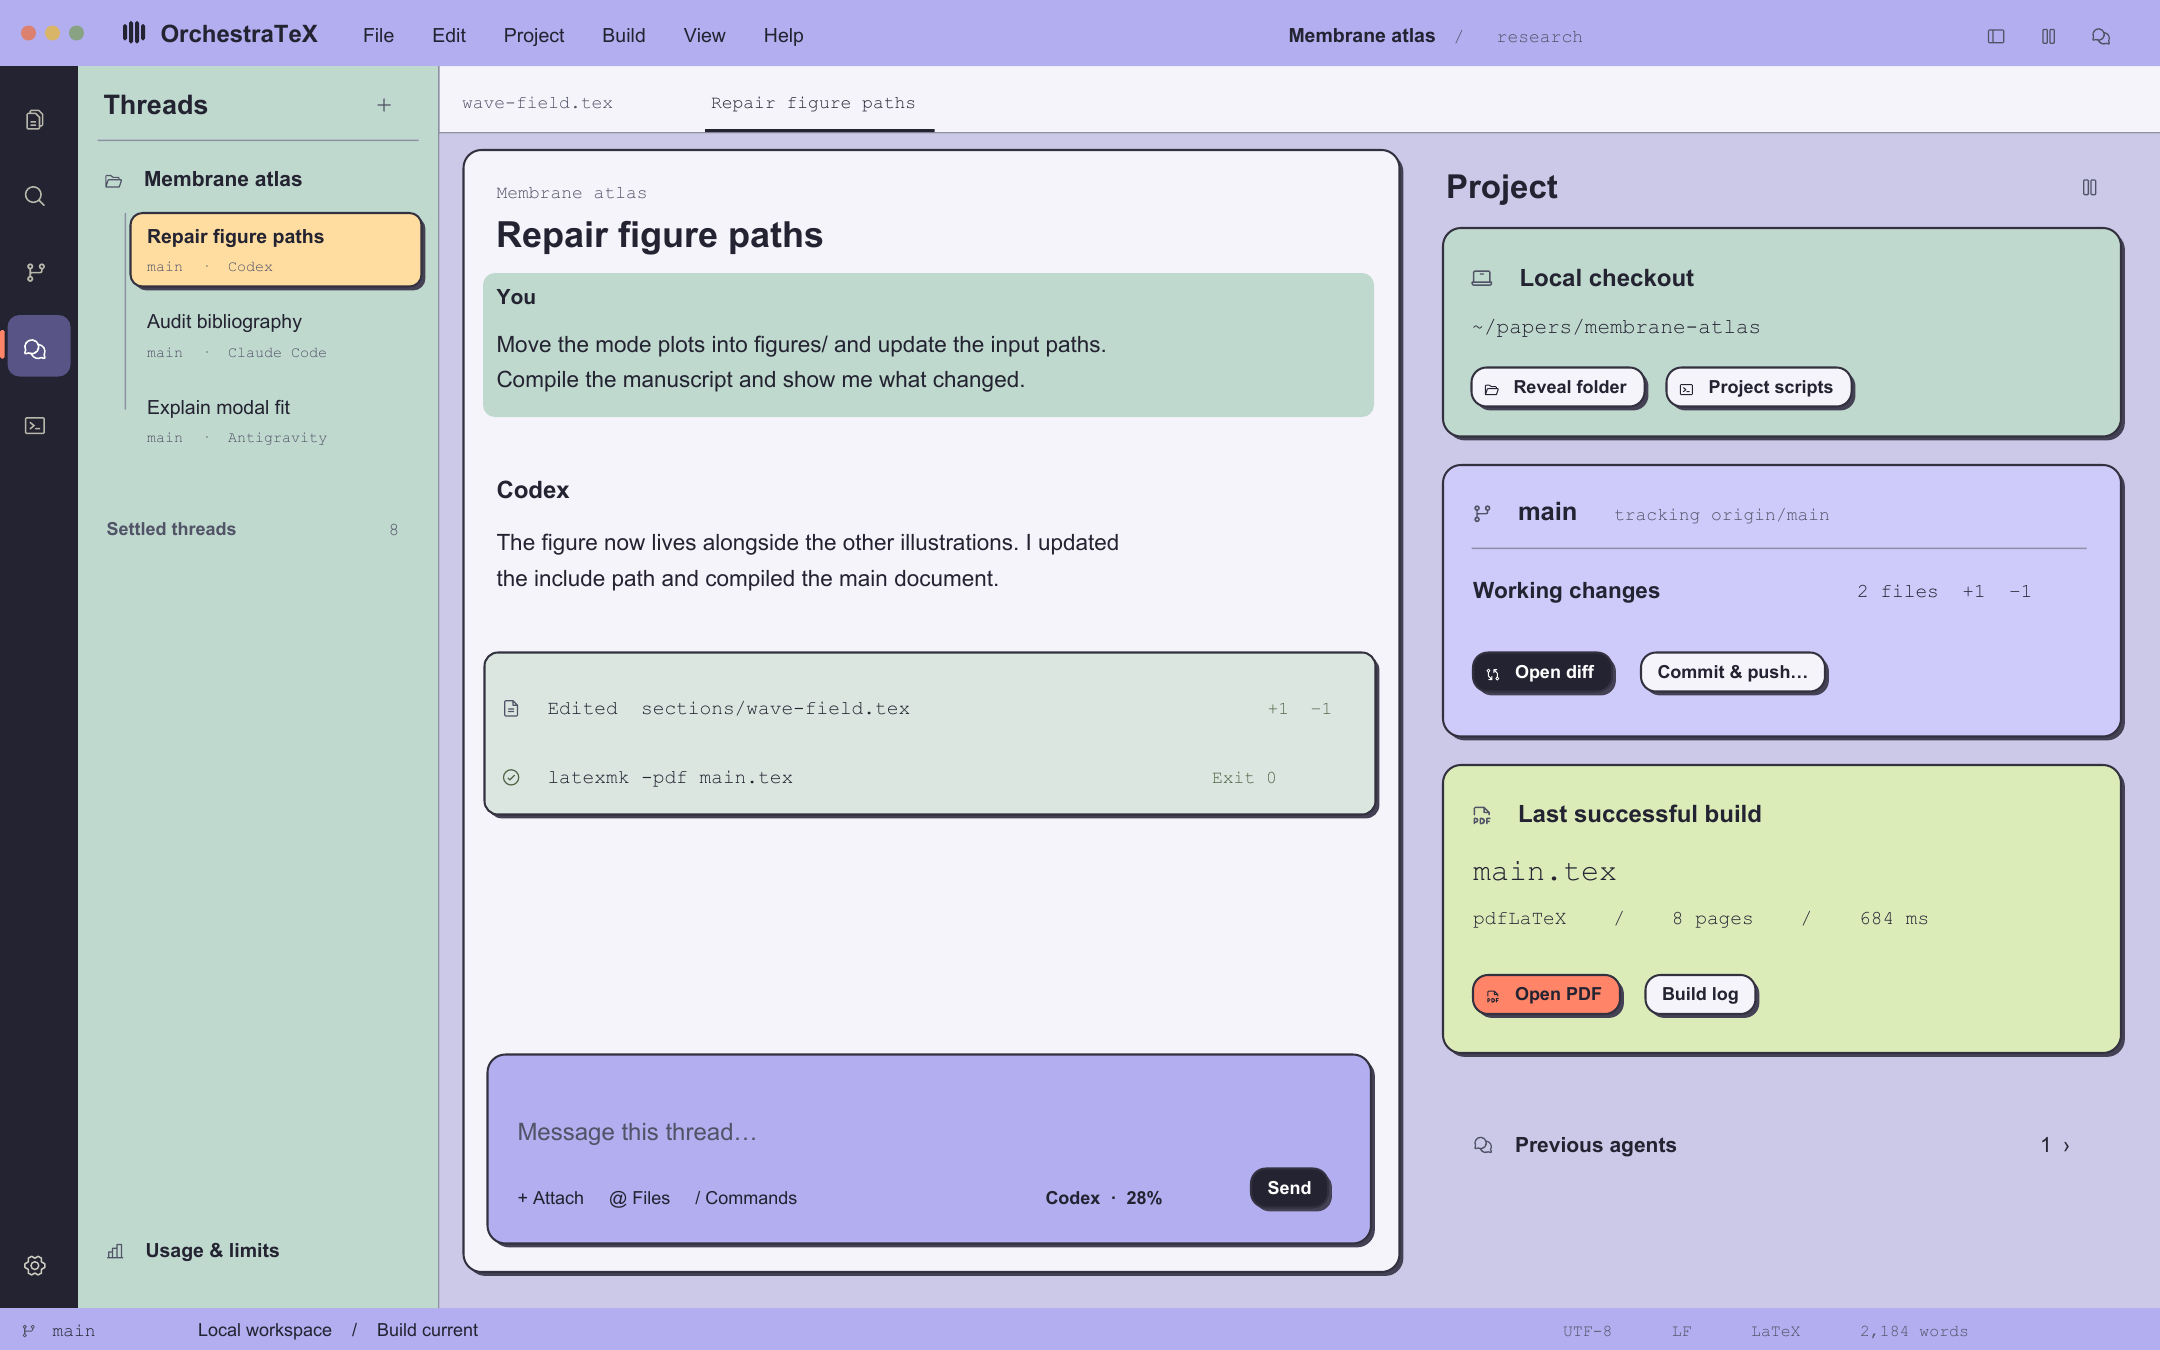 OrchestraTeX File Edit Project Build View Help Membrane atlas / research
Threads +
Membrane atlas
Repair figure paths
main · Codex
Audit bibliography
main · Claude Code
Explain modal fit
main · Antigravity
Settled threads 8
Usage & limits
wave-field.tex Repair figure paths
Membrane atlas
Repair figure paths
You
Move the mode plots into figures/ and update the input paths.
Compile the manuscript and show me what changed.
Codex
The figure now lives alongside the other illustrations. I updated
the include path and compiled the main document.
Edited sections/wave-field.tex +1 −1
latexmk -pdf main.tex Exit 0
Message this thread…
+ Attach @ Files / Commands Codex · 28% Send
Project
Local checkout
~/papers/membrane-atlas
Reveal folder Project scripts
main tracking origin/main
Working changes 2 files +1 −1
Open diff Commit & push…
PDF Last successful build
main.tex
pdfLaTeX / 8 pages / 684 ms
PDF Open PDF Build log
Previous agents 1 ›
main Local workspace / Build current UTF-8 LF LaTeX 2,184 words